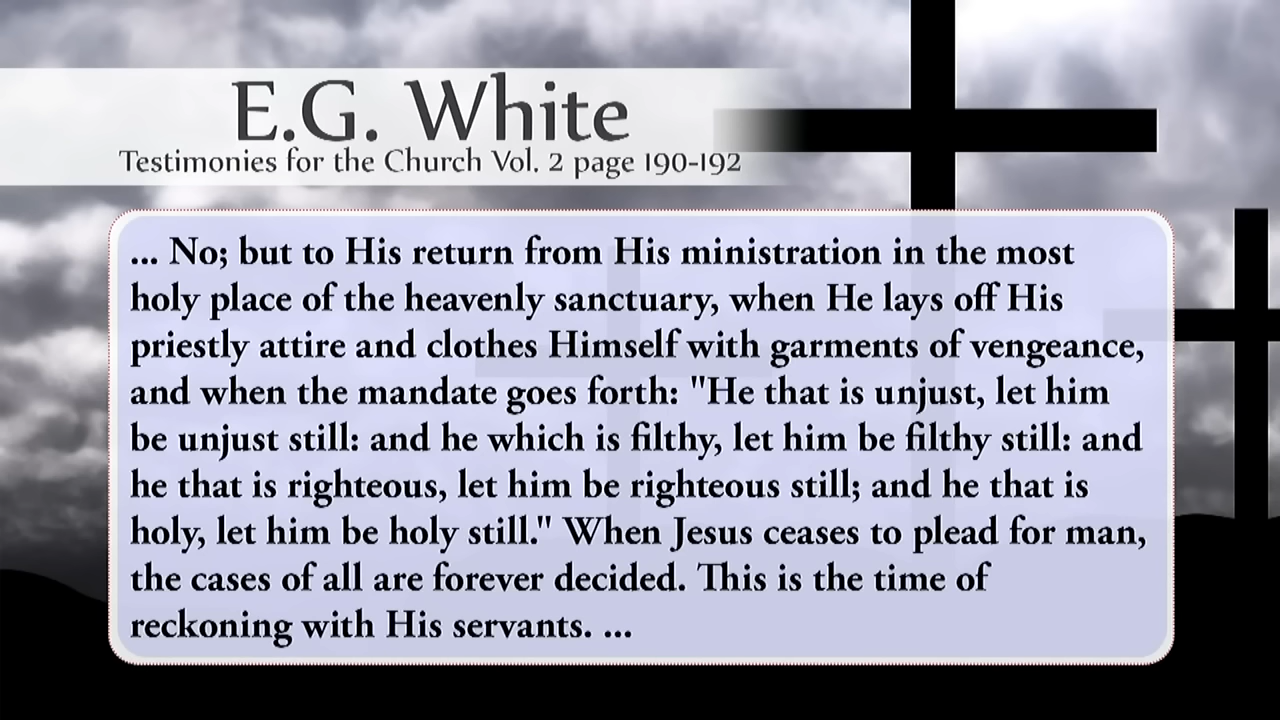 E.G. White
Testimonies for the Church Vol. 2 page 190-192
... No; but to His return from His ministration in the most
holy place of the heavenly sanctuary, when He lays off His
priestly attire and clothes Himself with garments of vengeance,
and when the mandate goes forth: "He that is unjust, let him
be unjust still: and he which is filthy, let him be filthy still: and
he that is righteous, let him be righteous still; and he that is
holy, let him be holy still." When Jesus ceases to plead for man,
the cases of all are forever decided. This is the time of
reckoning with His servants. ...